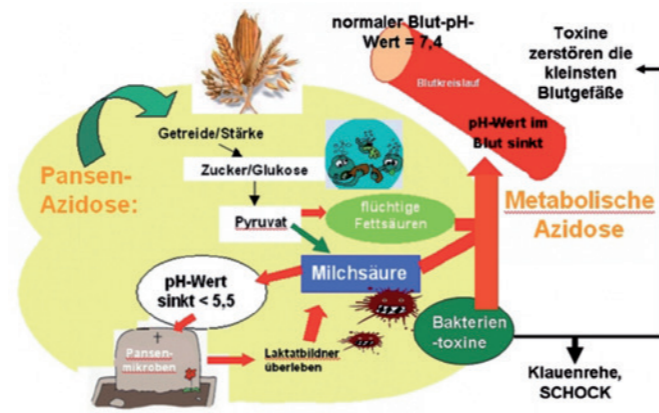 normaler Blut-pH-
Wert = 7,4
Toxine
zerstören die
kleinsten
Blutgefäße
Blutkreislauf
pH-Wert im
Blut sinkt
Getreide/Stärke
Zucker/Glukose
Pansen-
Azidose:
Pyruvat
flüchtige
Fettsäuren
Metabolische
Azidose
Milchsäure
pH-Wert
sinkt < 5,5
Bakterien
-toxine
Pansen-
mikroben
Laktatbildner
überleben
Klauenrehe,
SCHOCK